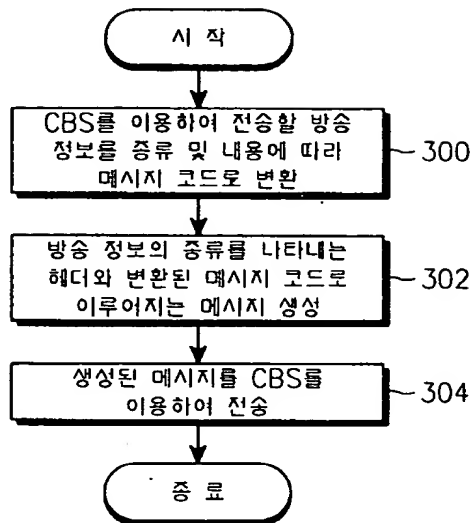 시 작
CBS를 이용하여 전송할 방송
정보를 종류 및 내용에 따라
메시지 코드로 변환
300
방송 정보의 종류를 나타내는
헤더와 변환된 메시지 코드로
이루어지는 메시지 생성
302
생성된 메시지를 CBS를
이용하여 전송
304
종 료